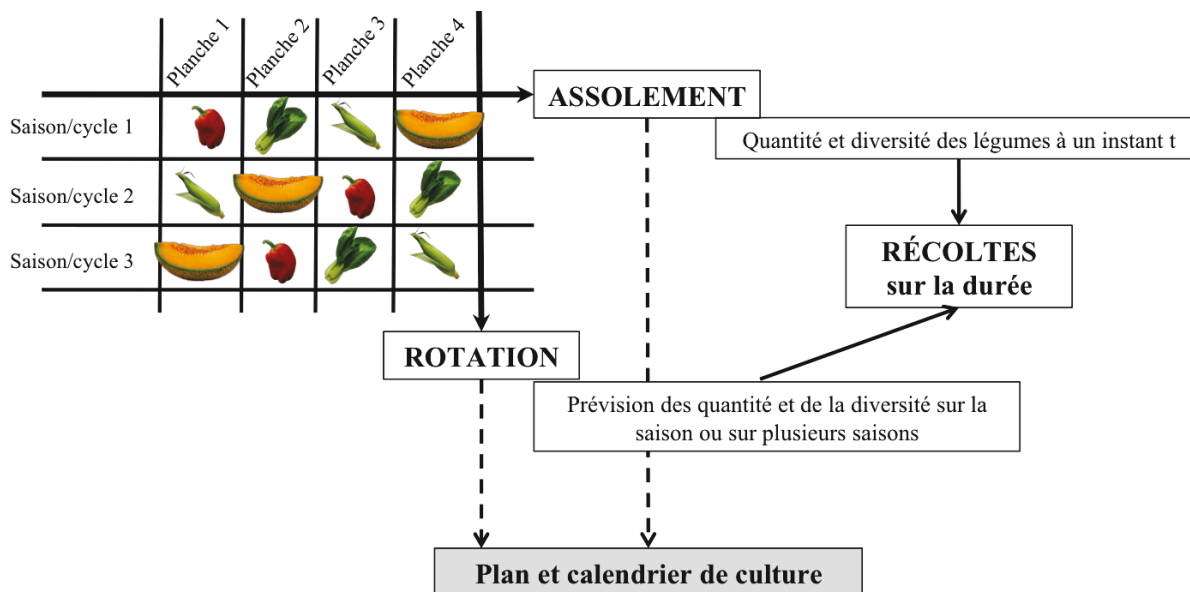 Planche 1
Planche 2
Planche 3
Planche 4
ASSOLEMENT
Saison/cycle 1
Quantité et diversité des légumes à un instant t
Saison/cycle 2
Saison/cycle 3
RÉCOLTES
sur la durée
ROTATION
Prévision des quantité et de la diversité sur la
saison ou sur plusieurs saisons
Plan et calendrier de culture